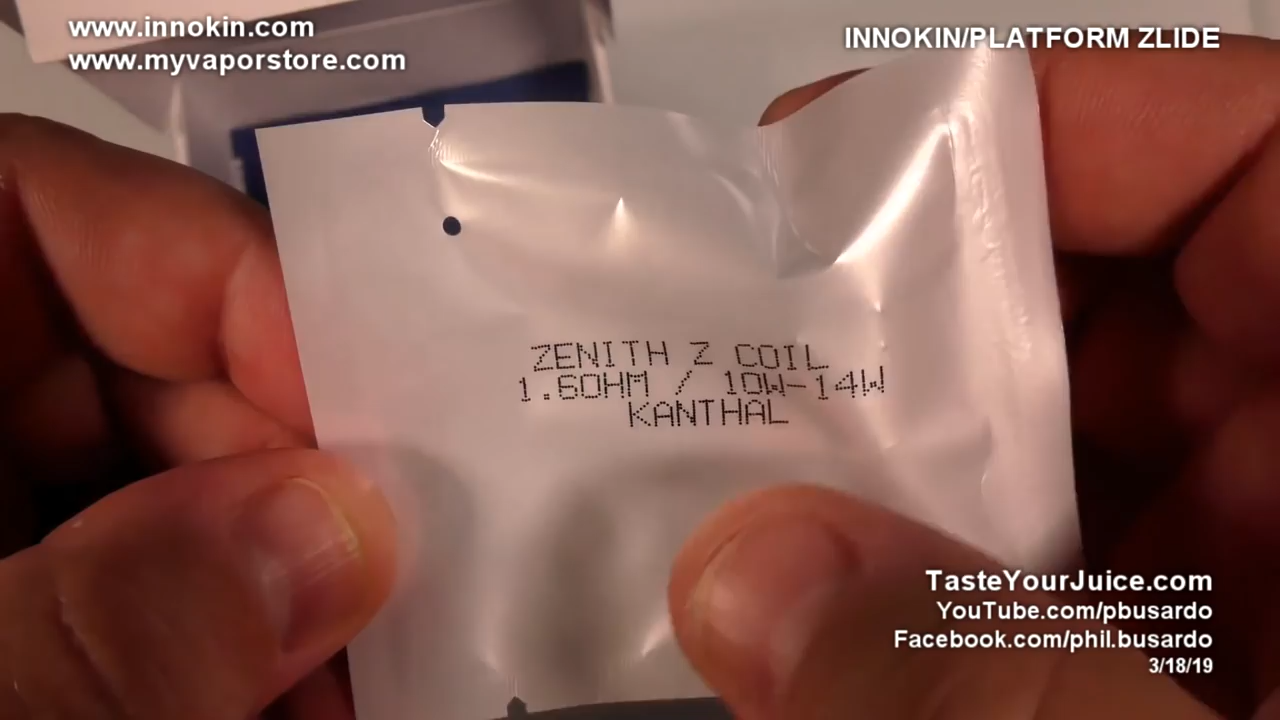 www.innokin.com
www.myvaporstore.com
INNOKIN/PLATFORM ZLIDE
ZENITH Z COIL
1.6OHM / 10W-14W
KANTHAL
TasteYourJuice.com
YouTube.com/pbusardo
Facebook.com/phil.busardo
3/18/19